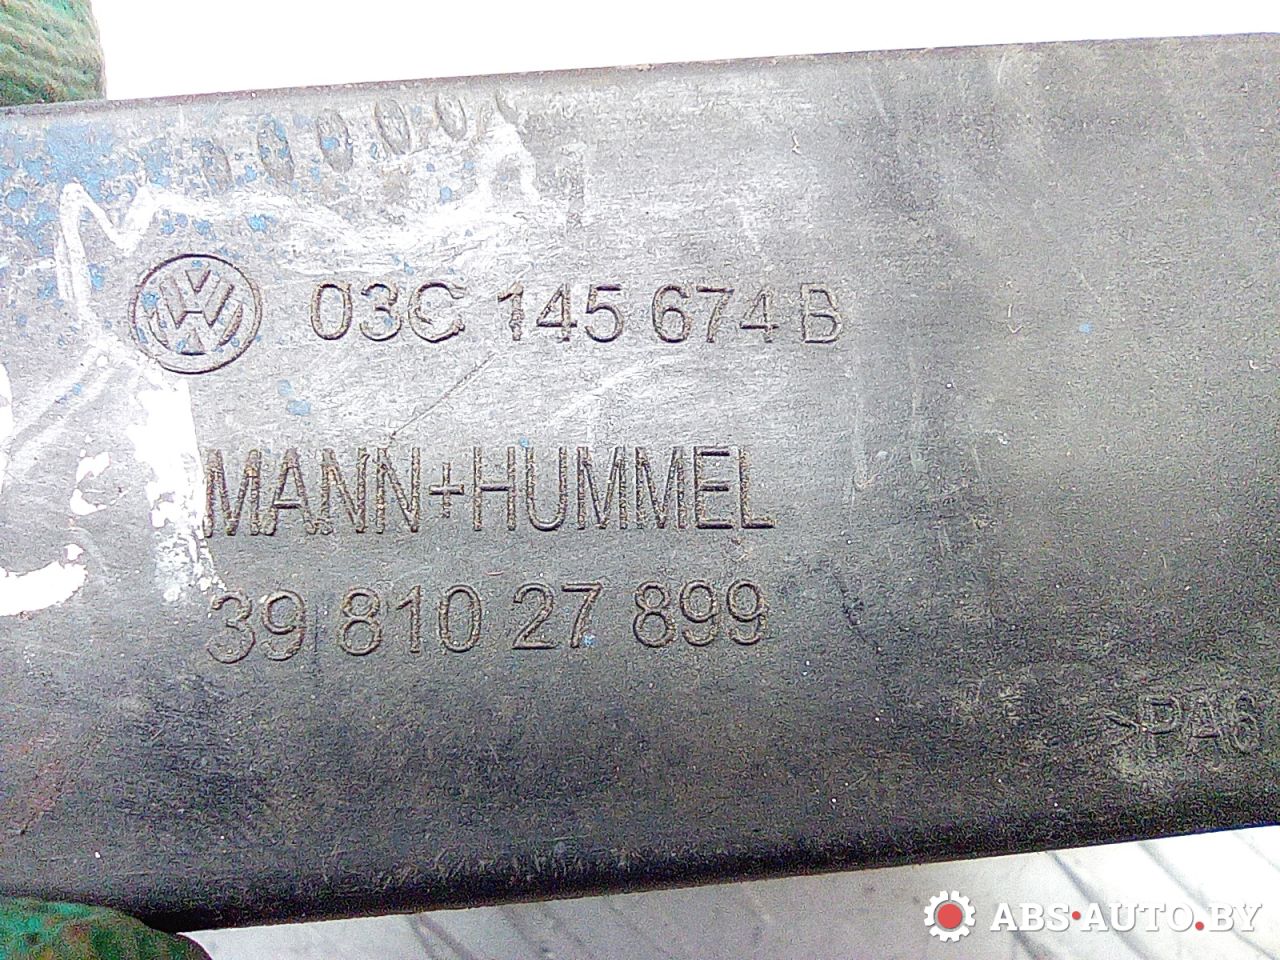 03C 145 674 B
MANN+HUMMEL
39 810 27 899
>PA6
ABS-AUTO.BY